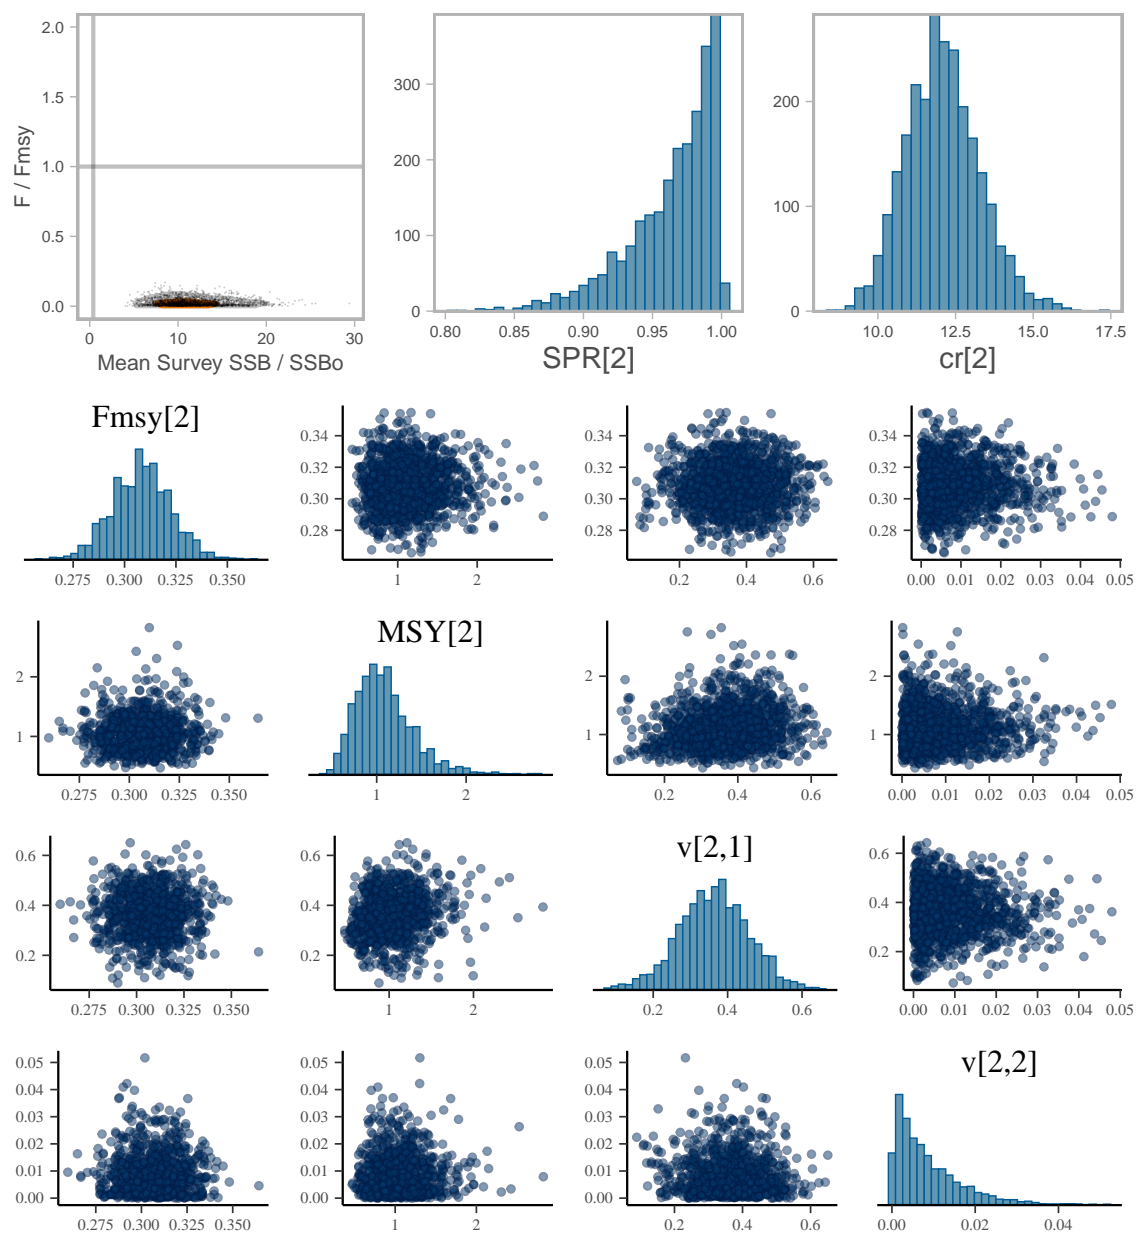 2.0
1.5
1.0
0.5
0.0
F / Fmsy
0 10 20 30
Mean Survey SSB / SSBo
300
200
100
0
0.80 0.85 0.90 0.95 1.00
SPR[2]
200
100
0
10.0 12.5 15.0 17.5
cr[2]
Fmsy[2]
0.275 0.300 0.325 0.350
0.34
0.32
0.30
0.28
1 2
0.34
0.32
0.30
0.28
0.2 0.4 0.6
0.34
0.32
0.30
0.28
0.00 0.01 0.02 0.03 0.04 0.05
2
1
0.275 0.300 0.325 0.350
MSY[2]
1 2
2
1
0.2 0.4 0.6
2
1
0.00 0.01 0.02 0.03 0.04 0.05
0.6
0.4
0.2
0.275 0.300 0.325 0.350
0.6
0.4
0.2
1 2
v[2,1]
0.2 0.4 0.6
0.6
0.4
0.2
0.00 0.01 0.02 0.03 0.04 0.05
0.05
0.04
0.03
0.02
0.01
0.00
0.275 0.300 0.325 0.350
0.05
0.04
0.03
0.02
0.01
0.00
1 2
0.05
0.04
0.03
0.02
0.01
0.00
0.2 0.4 0.6
v[2,2]
0.00 0.02 0.04